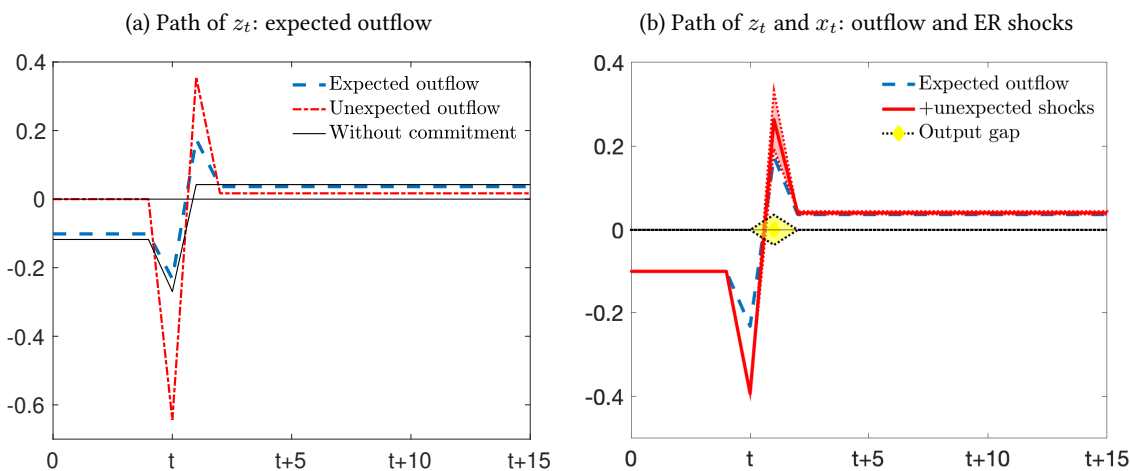 (a) Path of z_t: expected outflow
0.4
0.2
0
-0.2
-0.4
-0.6
0
t
t+5
t+10
t+15
Expected outflow
Unexpected outflow
Without commitment
(b) Path of z_t and x_t: outflow and ER shocks
0.4
0.2
0
-0.2
-0.4
0
t
t+5
t+10
t+15
Expected outflow
+unexpected shocks
Output gap